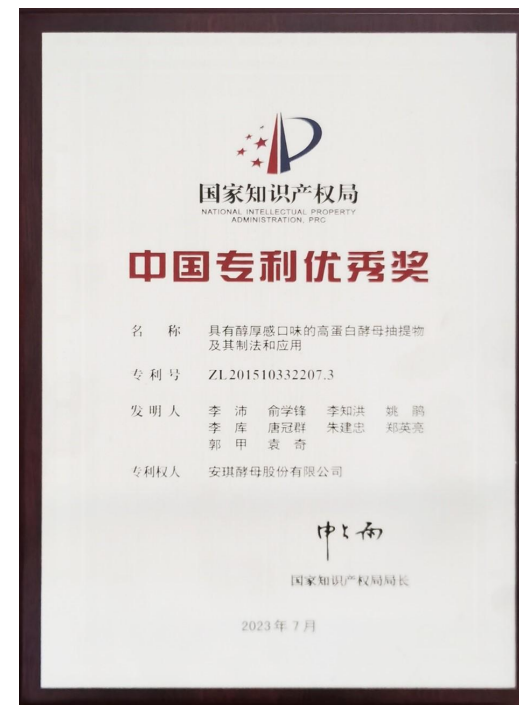 国家知识产权局
NATIONAL INTELLECTUAL PROPERTY
ADMINISTRATION, PRC
中国专利优秀奖
名 称 具有醇厚感口味的高蛋白酵母抽提物
及其制法和应用
专 利 号 ZL201510332207.3
发 明 人 李 沛 俞学锋 李知洪 姚 鹃
李 库 唐冠群 朱建忠 郑英亮
郭 甲 袁 奇
专利权人 安琪酵母股份有限公司
申长雨
国家知识产权局局长
2023年7月